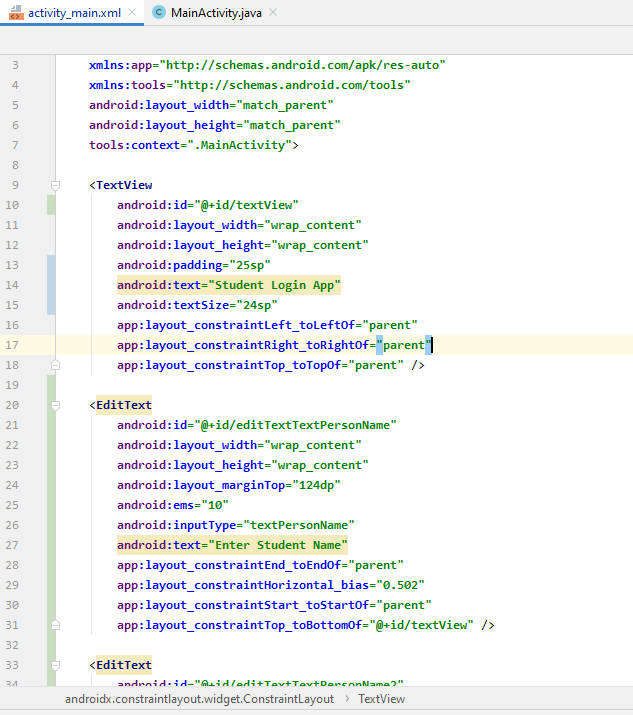 activity_main.xml
MainActivity.java
3 xmlns:app="http://schemas.android.com/apk/res-auto"
4 xmlns:tools="http://schemas.android.com/tools"
5 android:layout_width="match_parent"
6 android:layout_height="match_parent"
7 tools:context=".MainActivity">
8
9 <TextView
10 android:id="@+id/textView"
11 android:layout_width="wrap_content"
12 android:layout_height="wrap_content"
13 android:padding="25sp"
14 android:text="Student Login App"
15 android:textSize="24sp"
16 app:layout_constraintLeft_toLeftOf="parent"
17 app:layout_constraintRight_toRightOf="parent"
18 app:layout_constraintTop_toTopOf="parent" />
19
20 <EditText
21 android:id="@+id/editTextTextPersonName"
22 android:layout_width="wrap_content"
23 android:layout_height="wrap_content"
24 android:layout_marginTop="124dp"
25 android:ems="10"
26 android:inputType="textPersonName"
27 android:text="Enter Student Name"
28 app:layout_constraintEnd_toEndOf="parent"
29 app:layout_constraintHorizontal_bias="0.502"
30 app:layout_constraintStart_toStartOf="parent"
31 app:layout_constraintTop_toBottomOf="@+id/textView" />
32
33 <EditText
34 android:id="@+id/editTextTextPersonName2"
androidx.constraintlayout.widget.ConstraintLayout › TextView